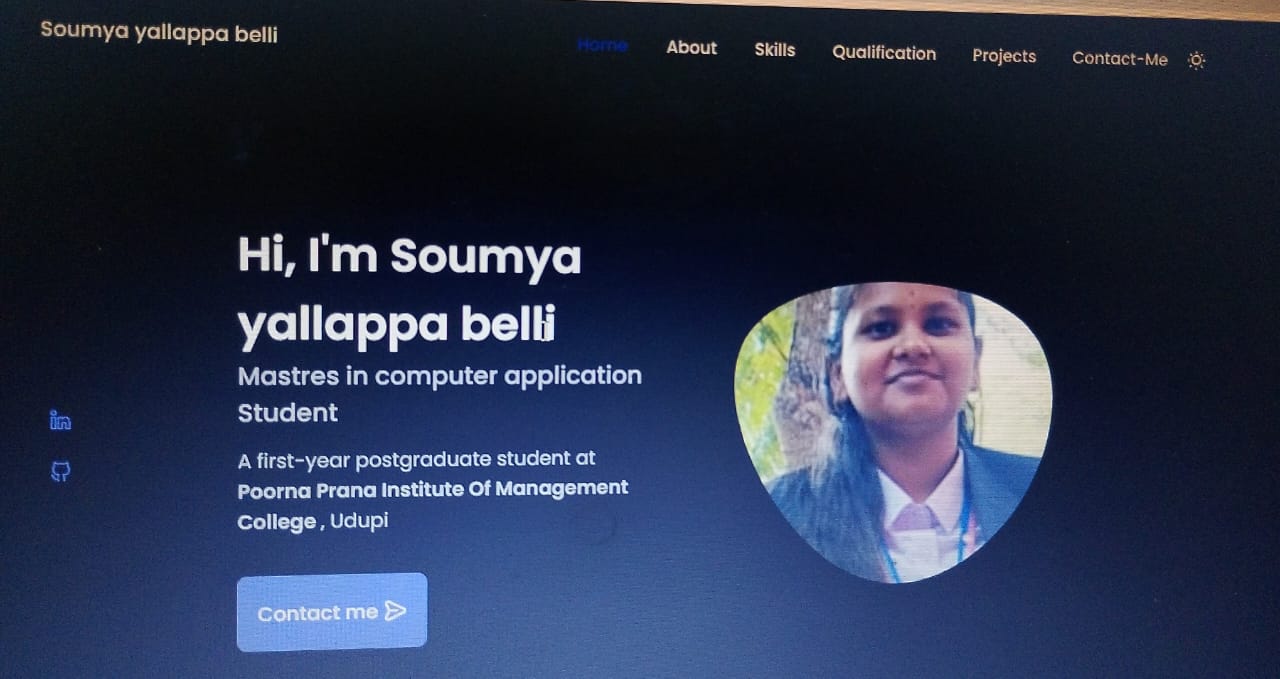 Soumya yallappa belli
Home About Skills Qualification Projects Contact-Me
Hi, I'm Soumya
yallappa belli
Mastres in computer application
Student
A first-year postgraduate student at
Poorna Prana Institute Of Management
College , Udupi
in
Contact me